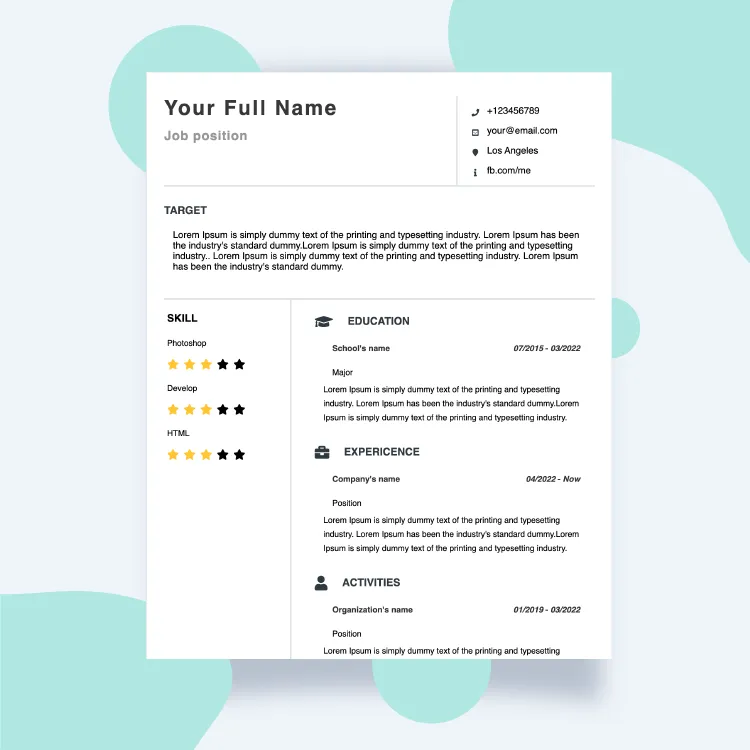 Your Full Name
Job position
+123456789
your@email.com
Los Angeles
fb.com/me
TARGET
Lorem Ipsum is simply dummy text of the printing and typesetting industry. Lorem Ipsum has been
the industry's standard dummy.Lorem Ipsum is simply dummy text of the printing and typesetting
industry.. Lorem Ipsum is simply dummy text of the printing and typesetting industry. Lorem Ipsum
has been the industry's standard dummy.
SKILL
Photoshop
Develop
HTML
EDUCATION
School's name 07/2015 - 03/2022
Major
Lorem Ipsum is simply dummy text of the printing and typesetting
industry. Lorem Ipsum has been the industry's standard dummy.Lorem
Ipsum is simply dummy text of the printing and typesetting industry.
EXPERICENCE
Company's name 04/2022 - Now
Position
Lorem Ipsum is simply dummy text of the printing and typesetting
industry. Lorem Ipsum has been the industry's standard dummy.Lorem
Ipsum is simply dummy text of the printing and typesetting industry.
ACTIVITIES
Organization's name 01/2019 - 03/2022
Position
Lorem Ipsum is simply dummy text of the printing and typesetting